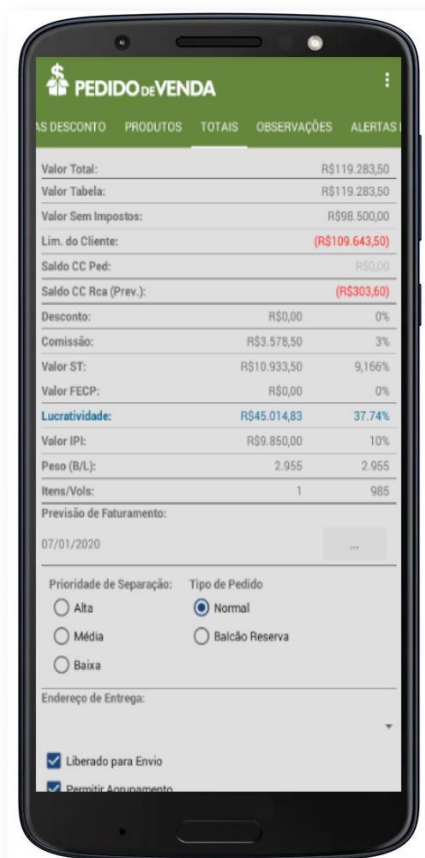 PEDIDO DE VENDA
AS DESCONTO PRODUTOS TOTAIS OBSERVAÇÕES ALERTAS
Valor Total: R$119.283,50
Valor Tabela: R$119.283,50
Valor Sem Impostos: R$98.500,00
Lim. do Cliente: (R$109.643,50)
Saldo CC Ped: R$0,00
Saldo CC Rca (Prev.): (R$303,60)
Desconto: R$0,00 0%
Comissão: R$3.578,50 3%
Valor ST: R$10.933,50 9,166%
Valor FECP: R$0,00 0%
Lucratividade: R$45.014,83 37.74%
Valor IPI: R$9.850,00 10%
Peso (B/L): 2.955 2.955
Itens/Vols: 1 985
Previsão de Faturamento:
07/01/2020 ...
Prioridade de Separação: Tipo de Pedido
Alta Normal
Média Balcão Reserva
Baixa
Endereço de Entrega:
Liberado para Envio
Permitir Agrupamento